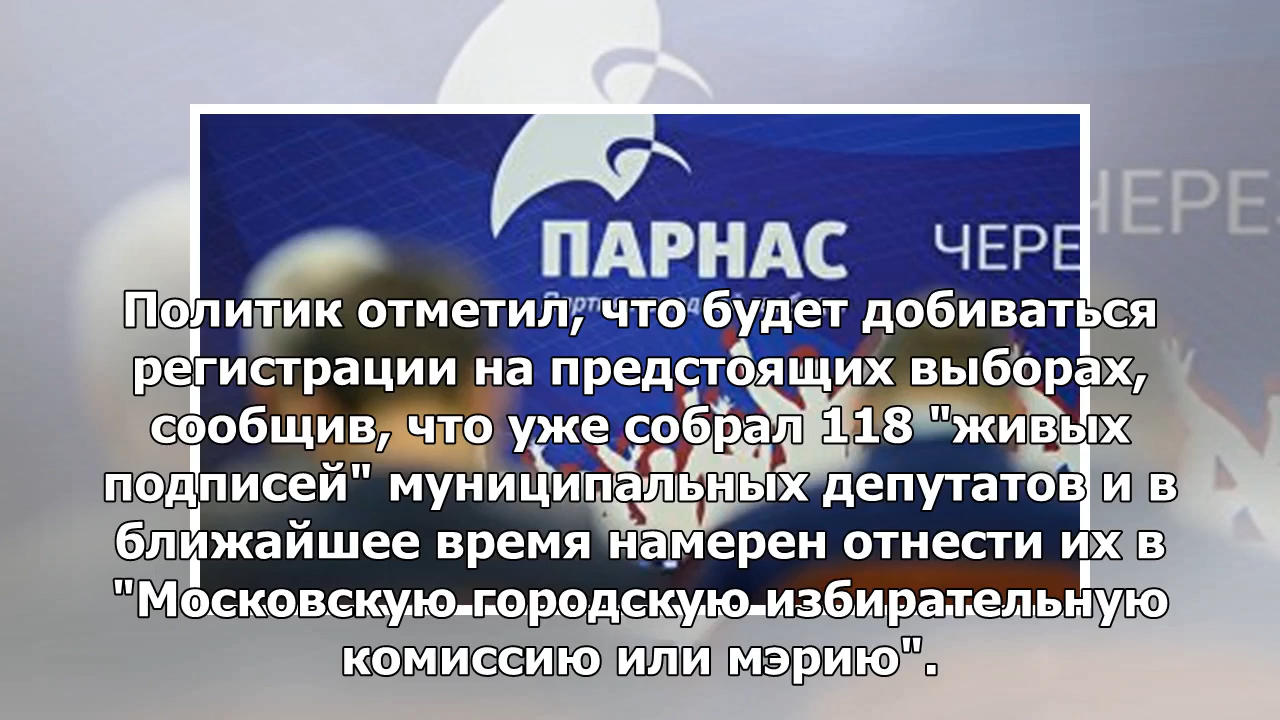 ПАРНАС
ЧЕРЕ
ЧЕРЕ
Политик отметил, что будет добиваться
регистрации на предстоящих выборах,
сообщив, что уже собрал 118 "живых
подписей" муниципальных депутатов и в
ближайшее время намерен отнести их в
"Московскую городскую избирательную
комиссию или мэрию".